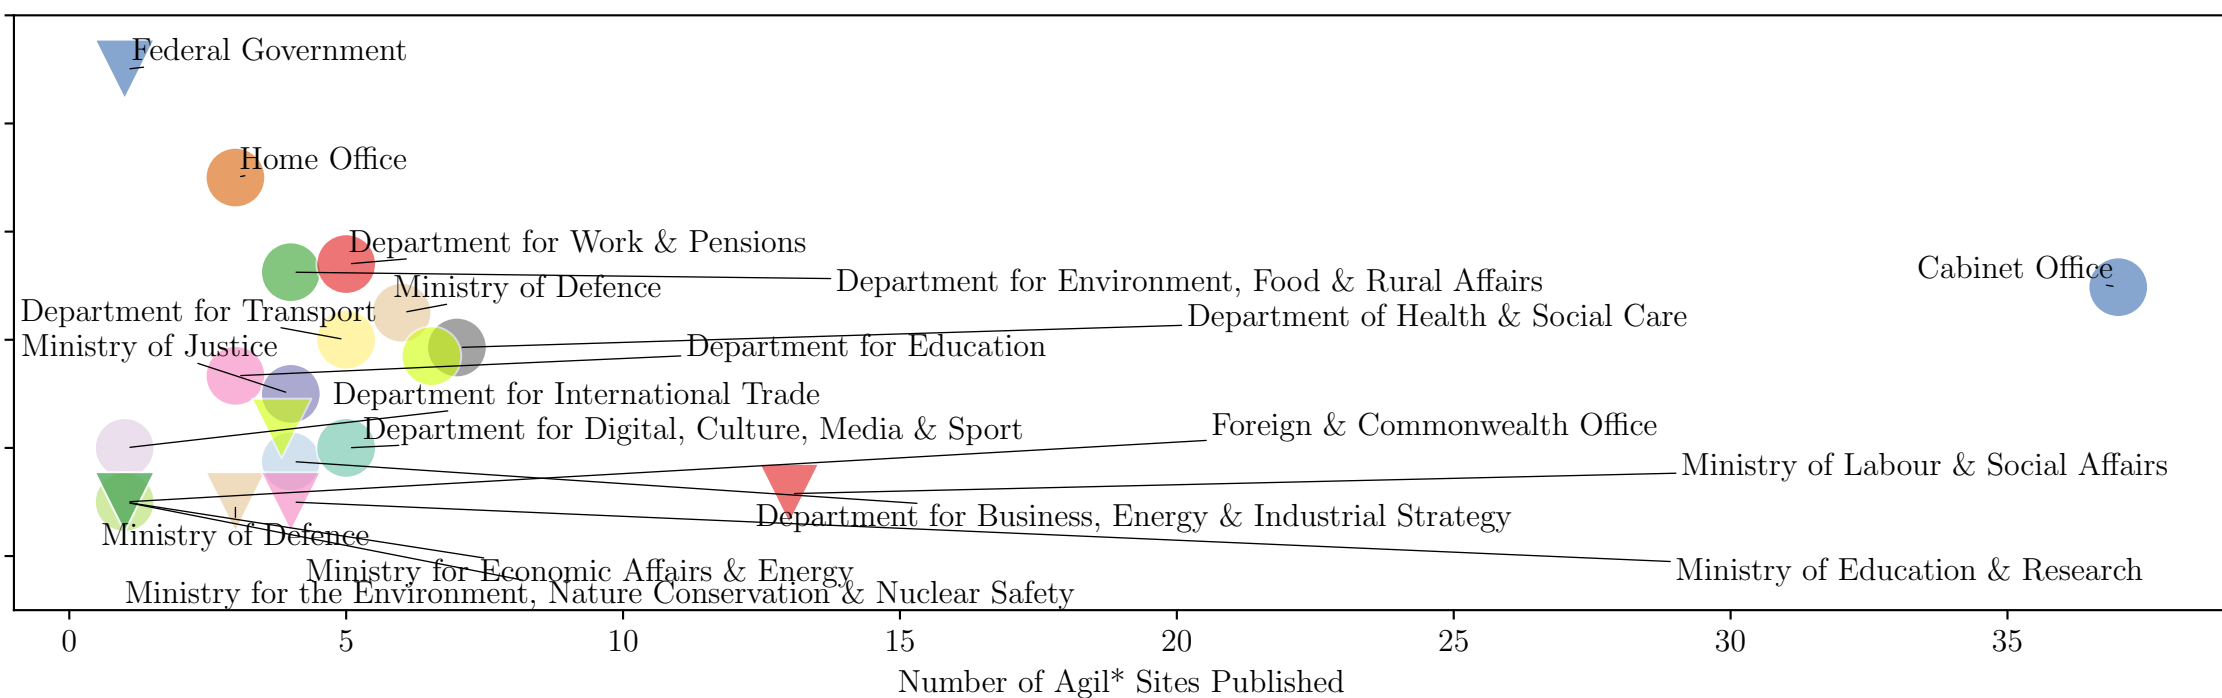 Federal Government
Home Office
Department for Work & Pensions
Cabinet Office
Department for Environment, Food & Rural Affairs
Ministry of Defence
Department for Transport
Department of Health & Social Care
Ministry of Justice
Department for Education
Department for International Trade
Foreign & Commonwealth Office
Department for Digital, Culture, Media & Sport
Ministry of Labour & Social Affairs
Department for Business, Energy & Industrial Strategy
Ministry of Defence
Ministry for Economic Affairs & Energy
Ministry of Education & Research
Ministry for the Environment, Nature Conservation & Nuclear Safety
0 5 10 15 20 25 30 35
Number of Agil* Sites Published